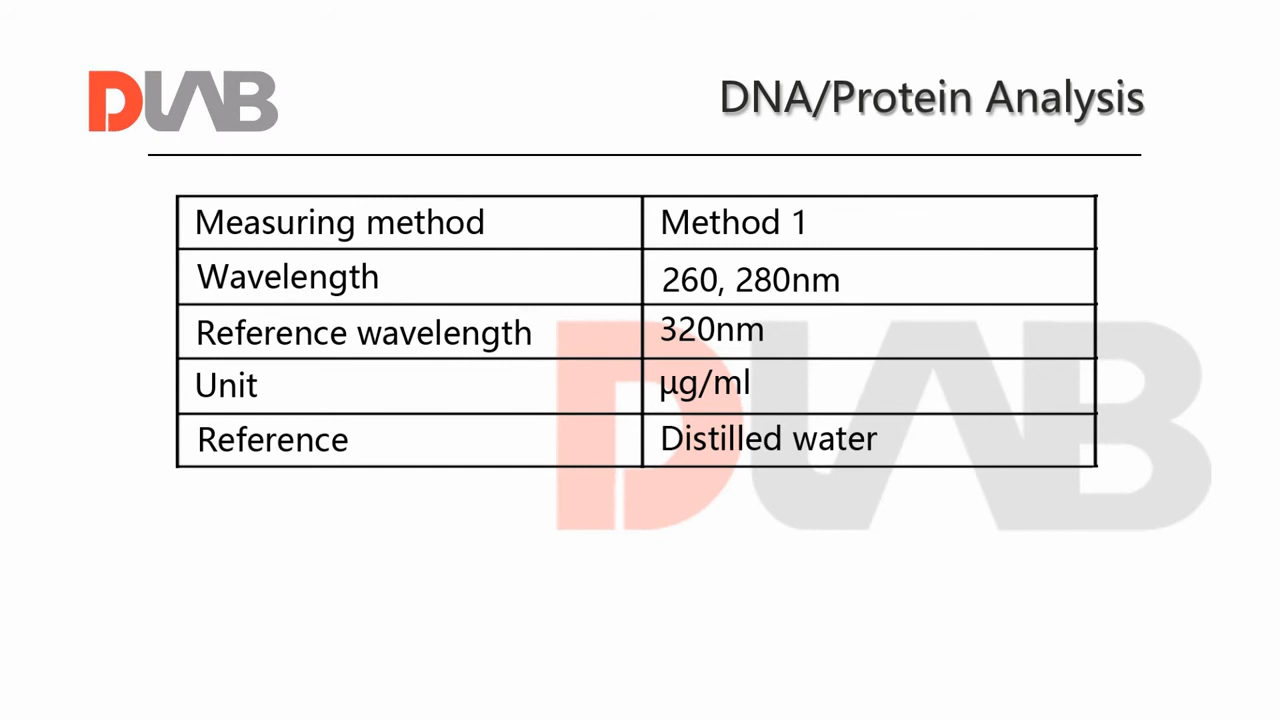 DLAB
DNA/Protein Analysis
Measuring method Method 1
Wavelength 260, 280nm
Reference wavelength 320nm
Unit µg/ml
Reference Distilled water
DLAB